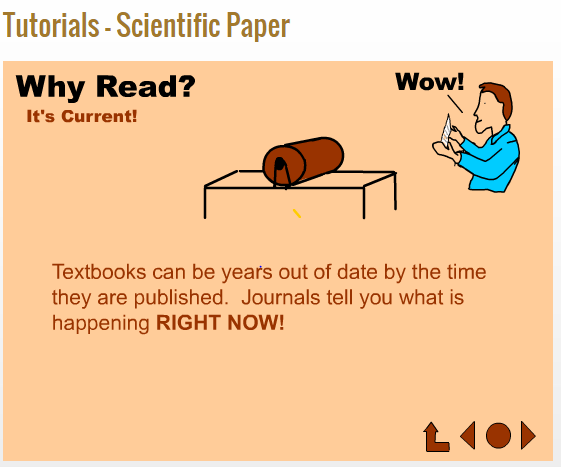 Tutorials - Scientific Paper
Why Read?
Wow!
It's Current!
Textbooks can be years out of date by the time
they are published. Journals tell you what is
happening RIGHT NOW!